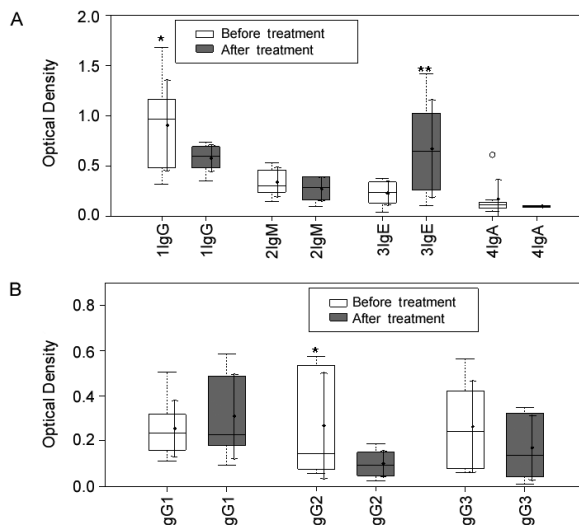 A
Before treatment
After treatment
Optical Density
2.0
1.5
1.0
0.5
0.0
*
**
1IgG
1IgG
2IgM
2IgM
3IgE
3IgE
4IgA
4IgA
B
Before treatment
After treatment
Optical Density
0.8
0.6
0.4
0.2
0.0
*
gG1
gG1
gG2
gG2
gG3
gG3